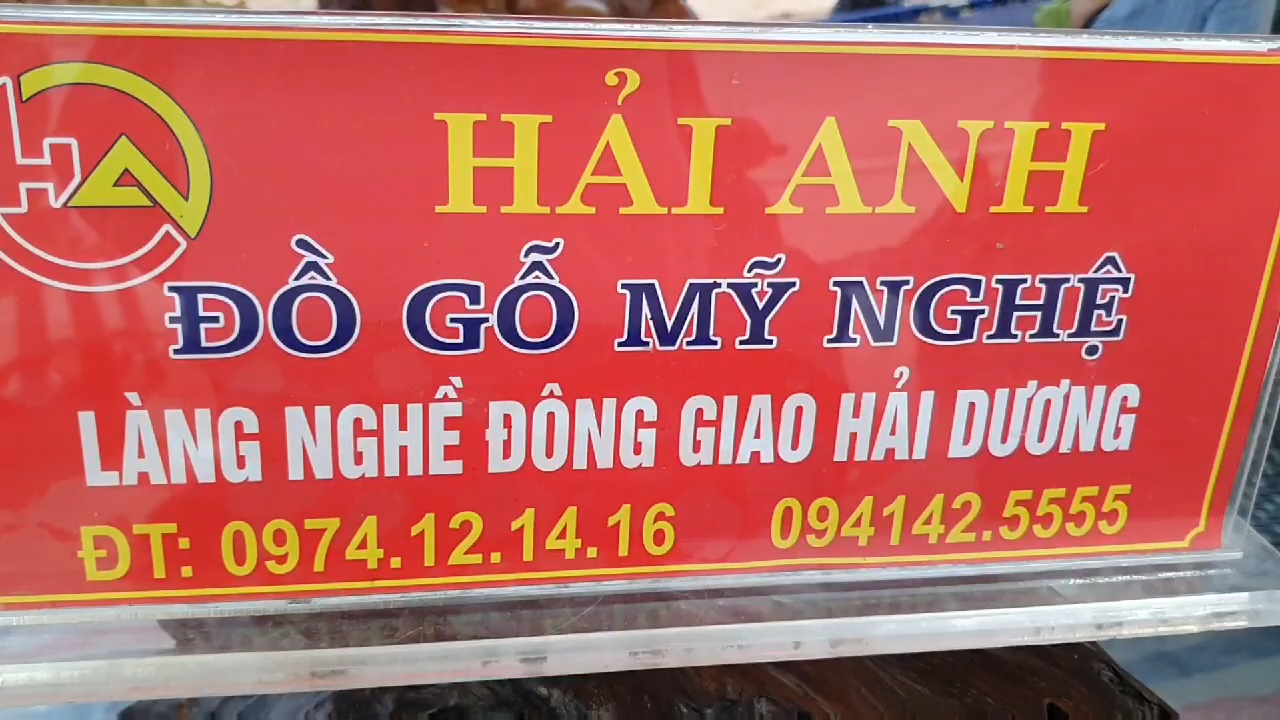 HA
HẢI ANH
ĐỒ GỖ MỸ NGHỆ
LÀNG NGHỀ ĐÔNG GIAO HẢI DƯƠNG
ĐT: 0974.12.14.16 094142.5555